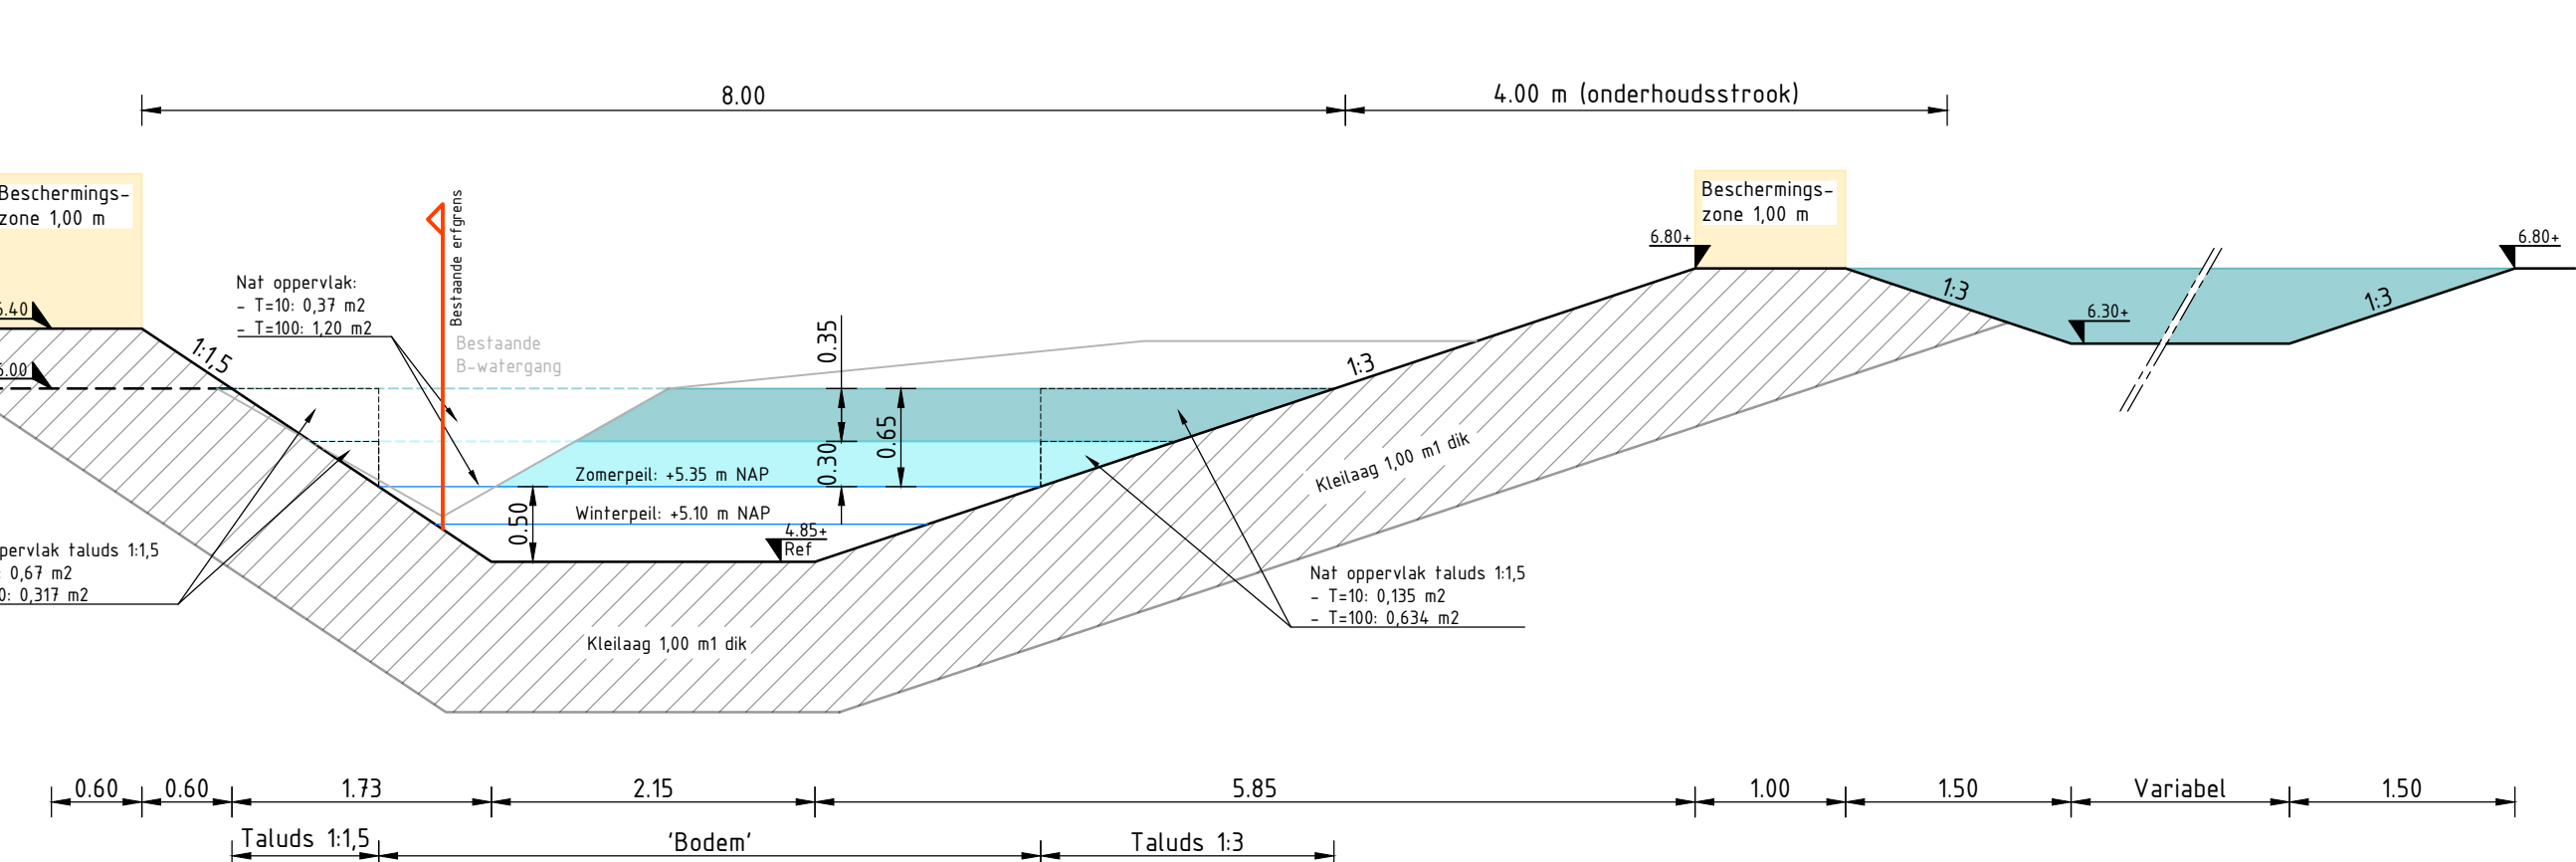 8.00
4.00 m (onderhoudsstrook)
Beschermings-
zone 1,00 m
Beschermings-
zone 1,00 m
Bestaande erfgrens
6.80+
6.80+
Nat oppervlak:
- T=10: 0,37 m2
- T=100: 1,20 m2
6.40
1:1,5
Bestaande
B-watergang
0.35
1:3
1:3
6.30+
1:3
0.65
0.30
Zomerpeil: +5.35 m NAP
Kleilaag 1,00 m1 dik
0.50
Winterpeil: +5.10 m NAP
4.85+
Ref
pervlak taluds 1:1,5
: 0,67 m2
0: 0,317 m2
Nat oppervlak taluds 1:1,5
- T=10: 0,135 m2
- T=100: 0,634 m2
Kleilaag 1,00 m1 dik
0.60
0.60
1.73
2.15
5.85
1.00
1.50
Variabel
1.50
Taluds 1:1,5
'Bodem'
Taluds 1:3